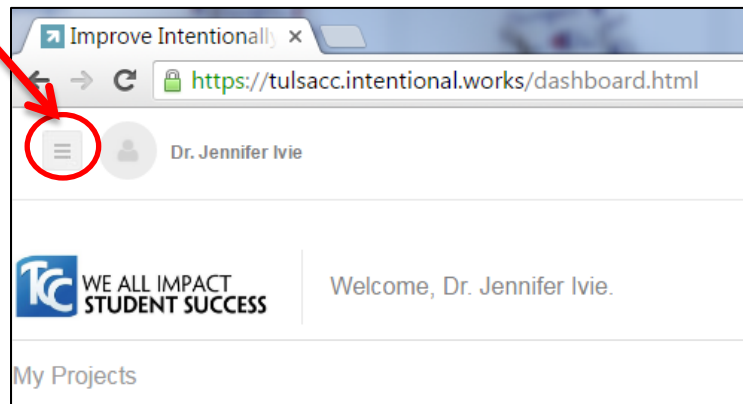 Improve Intentionally
https://tulsacc.intentional.works/dashboard.html
Dr. Jennifer Ivie
TCC WE ALL IMPACT
STUDENT SUCCESS
Welcome, Dr. Jennifer Ivie.
My Projects